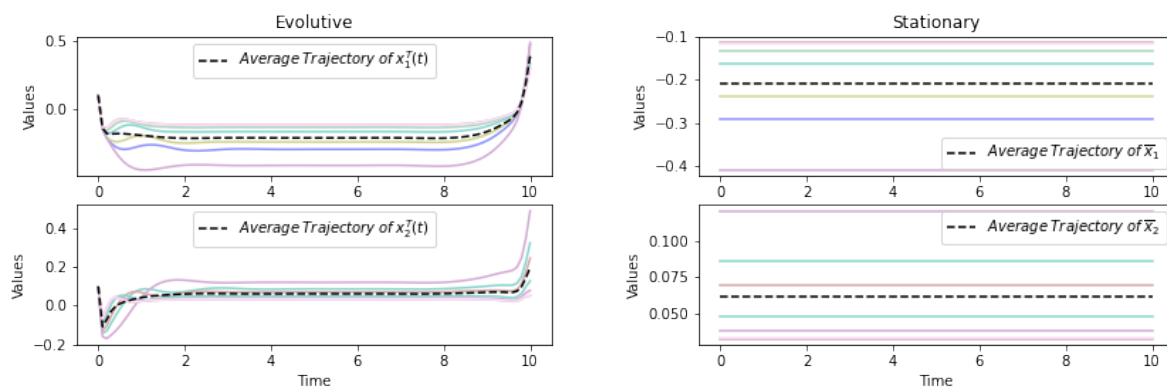 Evolutive
Values
0.5
0.0
Average Trajectory of x₁ᵀ(t)
0 2 4 6 8 10
Values
0.4
0.2
0.0
−0.2
Average Trajectory of x₂ᵀ(t)
0 2 4 6 8 10
Time
Stationary
Values
−0.1
−0.2
−0.3
−0.4
Average Trajectory of x̅₁
0 2 4 6 8 10
Values
0.100
0.075
0.050
Average Trajectory of x̅₂
0 2 4 6 8 10
Time